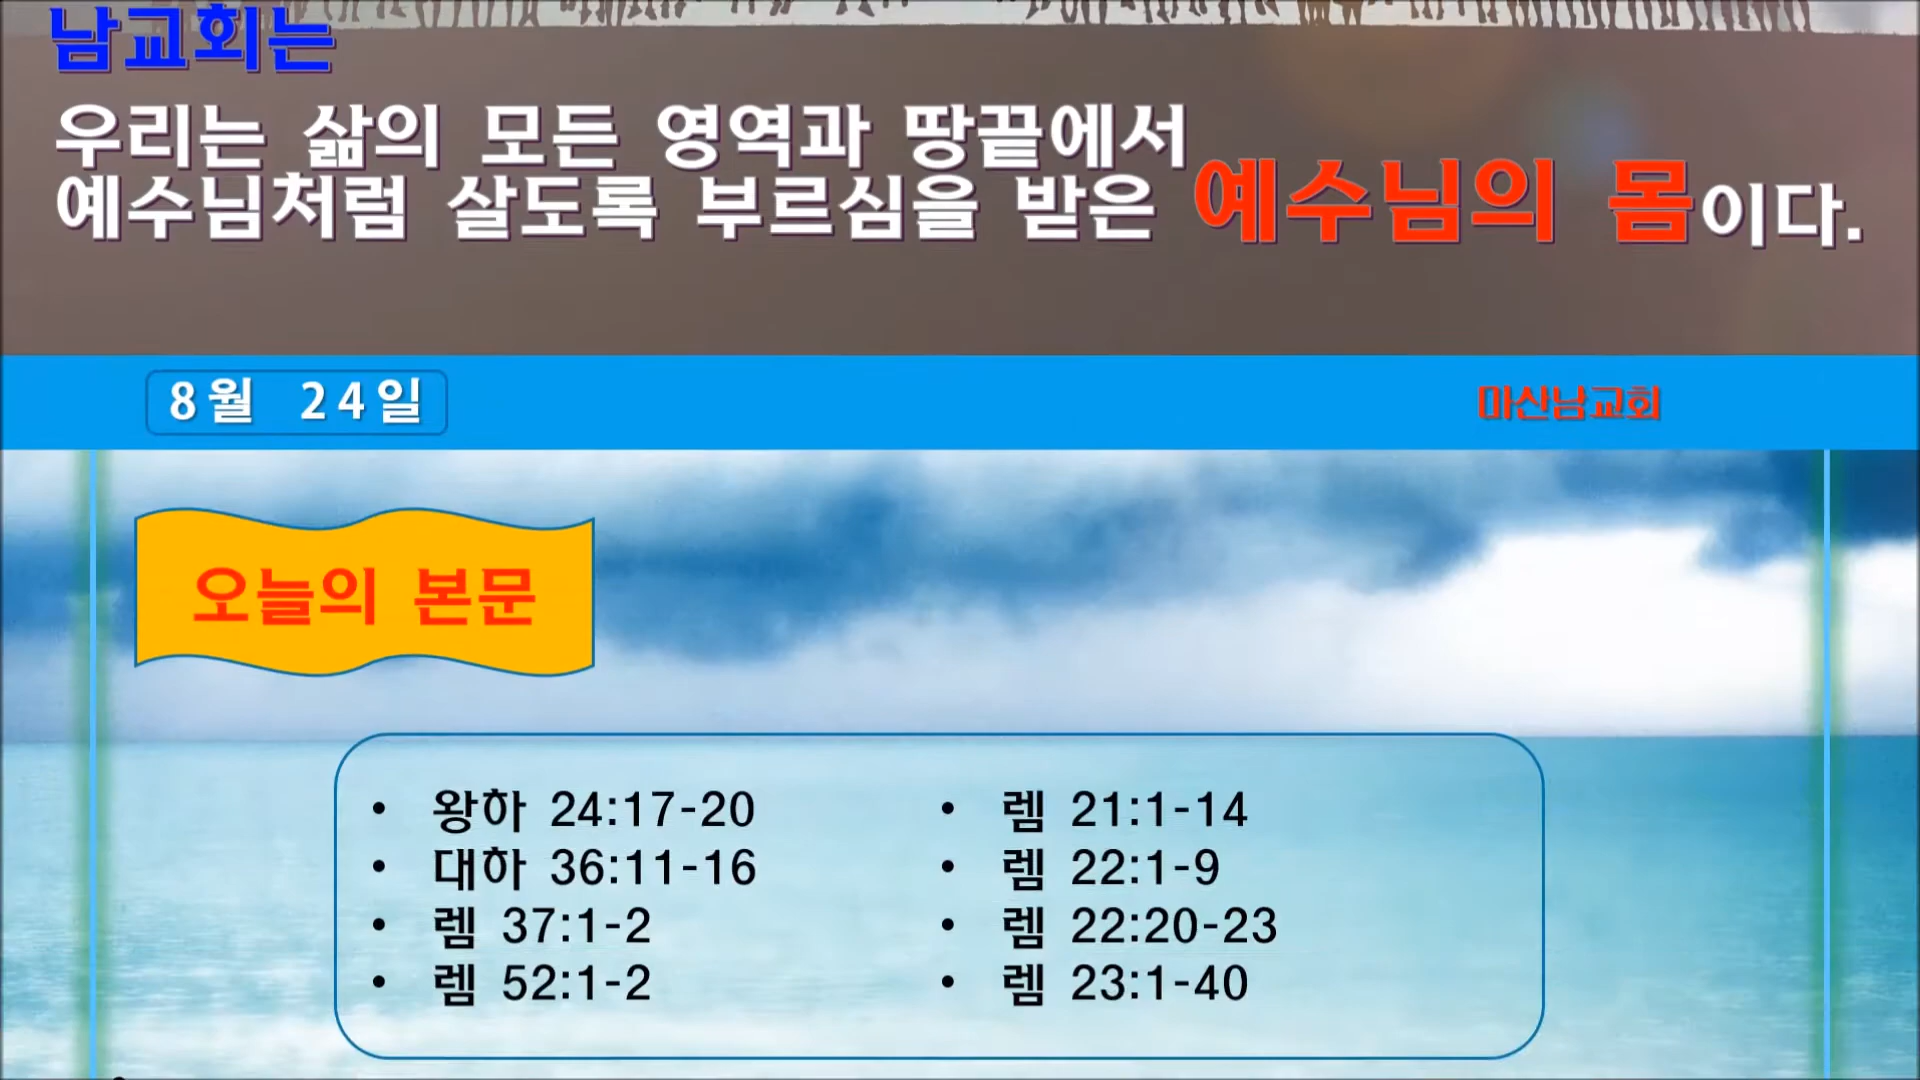 남교회는
우리는 삶의 모든 영역과 땅끝에서
예수님처럼 살도록 부르심을 받은 예수님의 몸이다.
8월 24일
마산남교회
오늘의 본문
• 왕하 24:17-20
• 대하 36:11-16
• 렘 37:1-2
• 렘 52:1-2
• 렘 21:1-14
• 렘 22:1-9
• 렘 22:20-23
• 렘 23:1-40